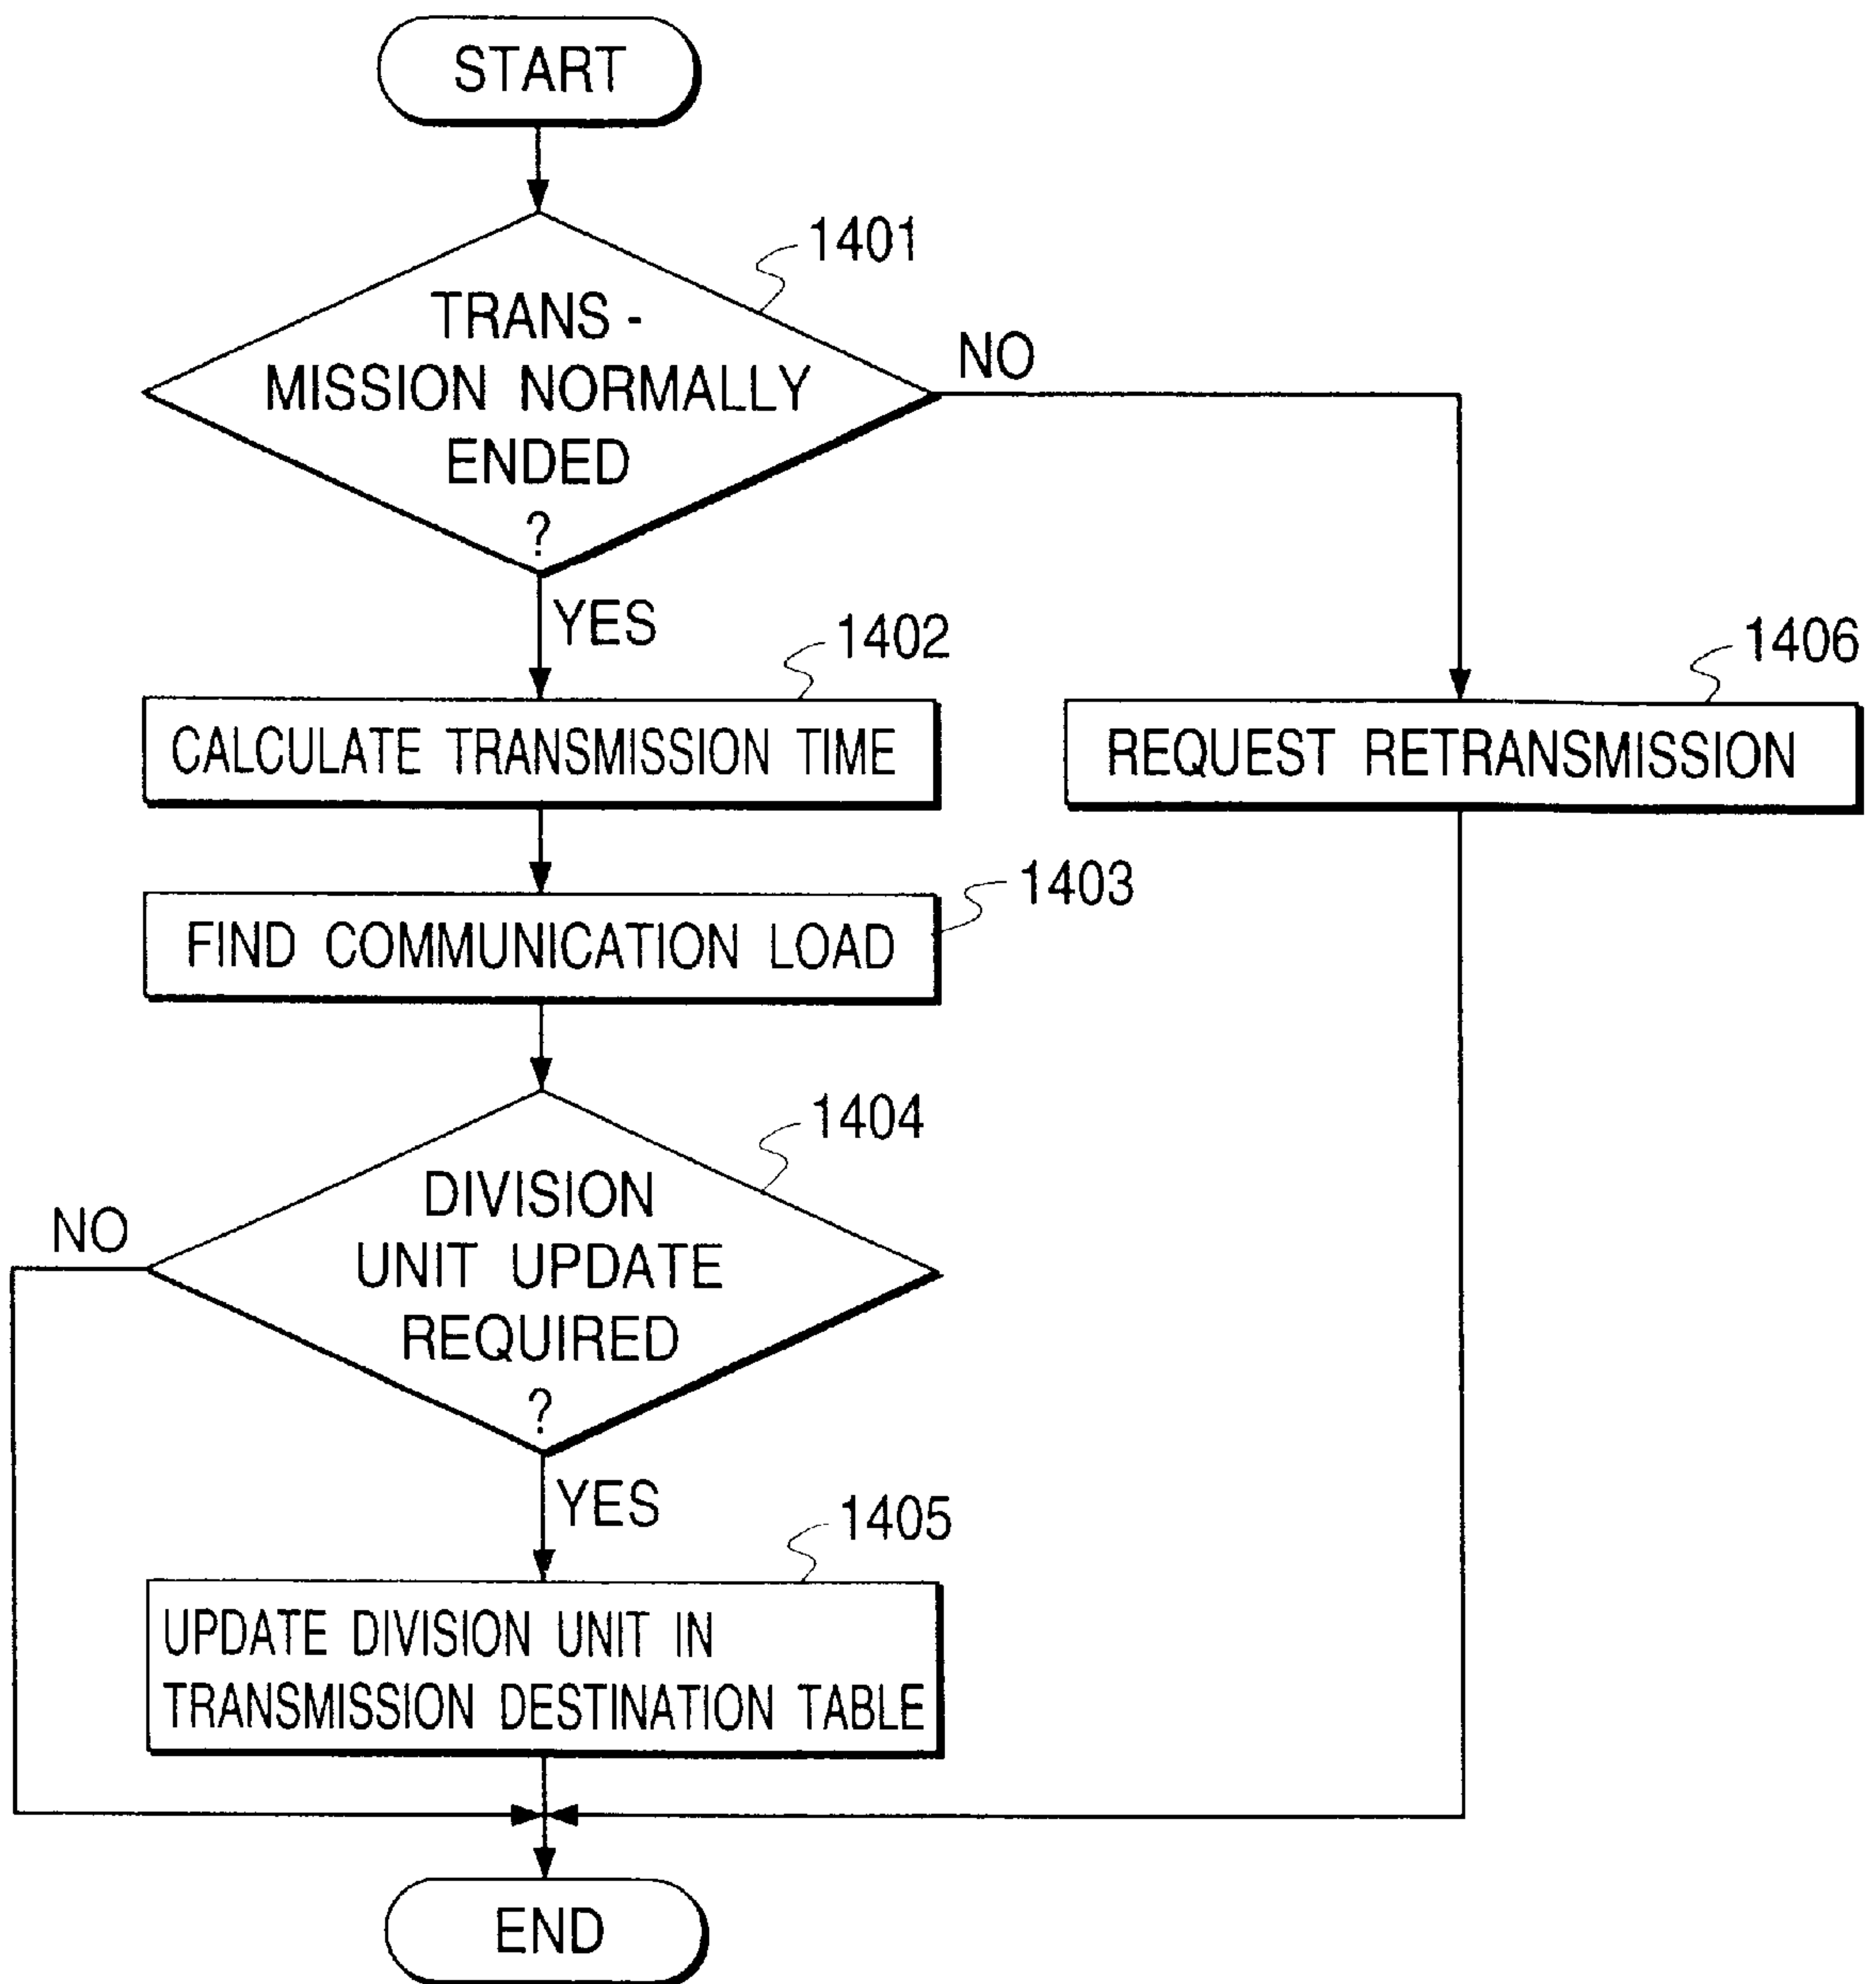 START
1401
TRANS -
MISSION NORMALLY
ENDED
?
NO
YES
1402
CALCULATE TRANSMISSION TIME
1406
REQUEST RETRANSMISSION
1403
FIND COMMUNICATION LOAD
1404
DIVISION
UNIT UPDATE
REQUIRED
?
NO
YES
1405
UPDATE DIVISION UNIT IN
TRANSMISSION DESTINATION TABLE
END